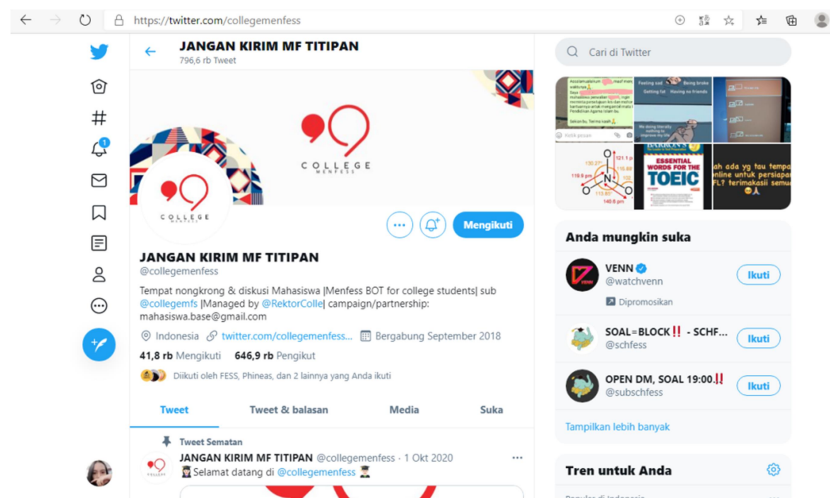 https://twitter.com/collegemenfess
JANGAN KIRIM MF TITIPAN
796,6 rb Tweet
Cari di Twitter
COLLEGE
MENFESS
COLLEGE
MENFESS
BARRON'S
ESSENTIAL
WORDS FOR THE
TOEIC
Mengikuti
JANGAN KIRIM MF TITIPAN
@collegemenfess
Tempat nongkrong & diskusi Mahasiswa |Menfess BOT for college students| sub
@collegemfs |Managed by @RektorColle| campaign/partnership:
mahasiswa.base@gmail.com
Indonesia twitter.com/collegemenfess... Bergabung September 2018
41,8 rb Mengikuti 646,9 rb Pengikut
Diikuti oleh FESS, Phineas, dan 2 lainnya yang Anda ikuti
Tweet Tweet & balasan Media Suka
Tweet Sematan
JANGAN KIRIM MF TITIPAN @collegemenfess · 1 Okt 2020
Selamat datang di @collegemenfess
Anda mungkin suka
VENN
@watchvenn
Ikuti
Dipromosikan
SOAL=BLOCK‼ - SCHF...
@schfess
Ikuti
OPEN DM, SOAL 19:00.‼
@subschfess
Ikuti
Tampilkan lebih banyak
Tren untuk Anda